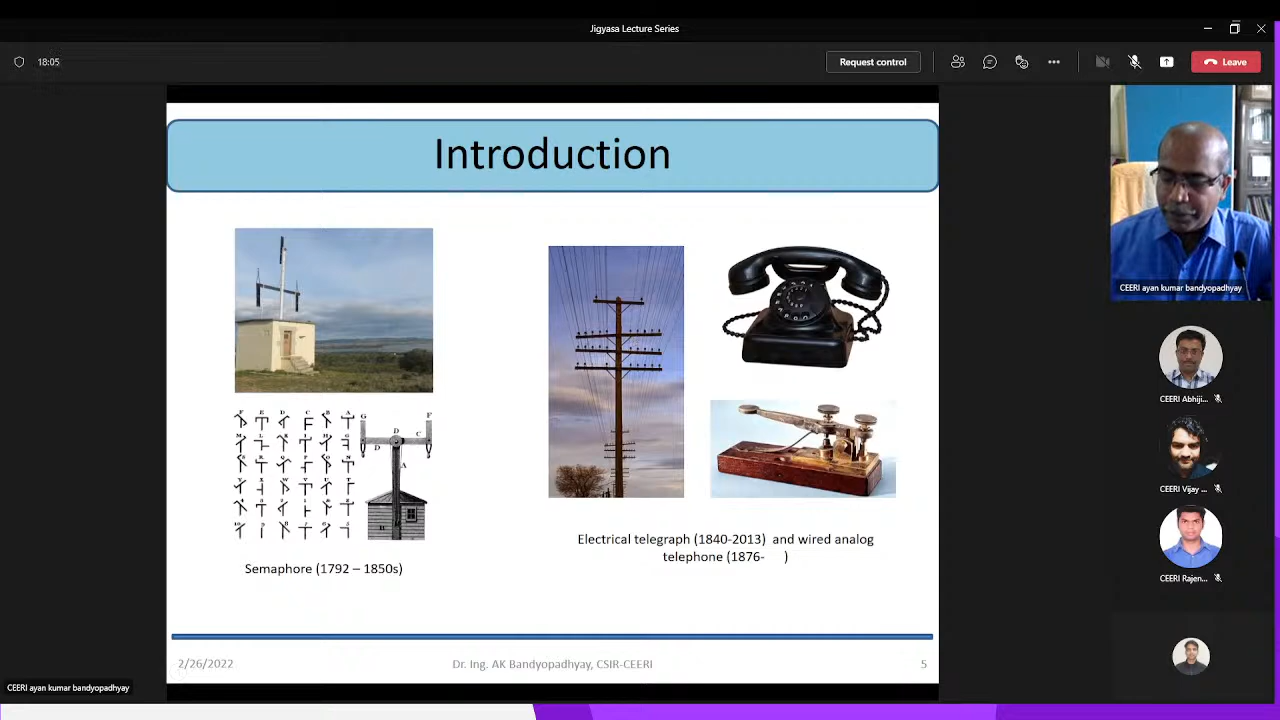 Jigyasa Lecture Series
18:05
Request control
Leave
Introduction
CEERI ayan kumar bandyopadhyay
CEERI Abhiji...
CEERI Vijay ...
CEERI Rajen...
G
F
D
C
D
A
Semaphore (1792 – 1850s)
Electrical telegraph (1840-2013) and wired analog
telephone (1876- )
2/26/2022
Dr. Ing. AK Bandyopadhyay, CSIR-CEERI
5
CEERI ayan kumar bandyopadhyay